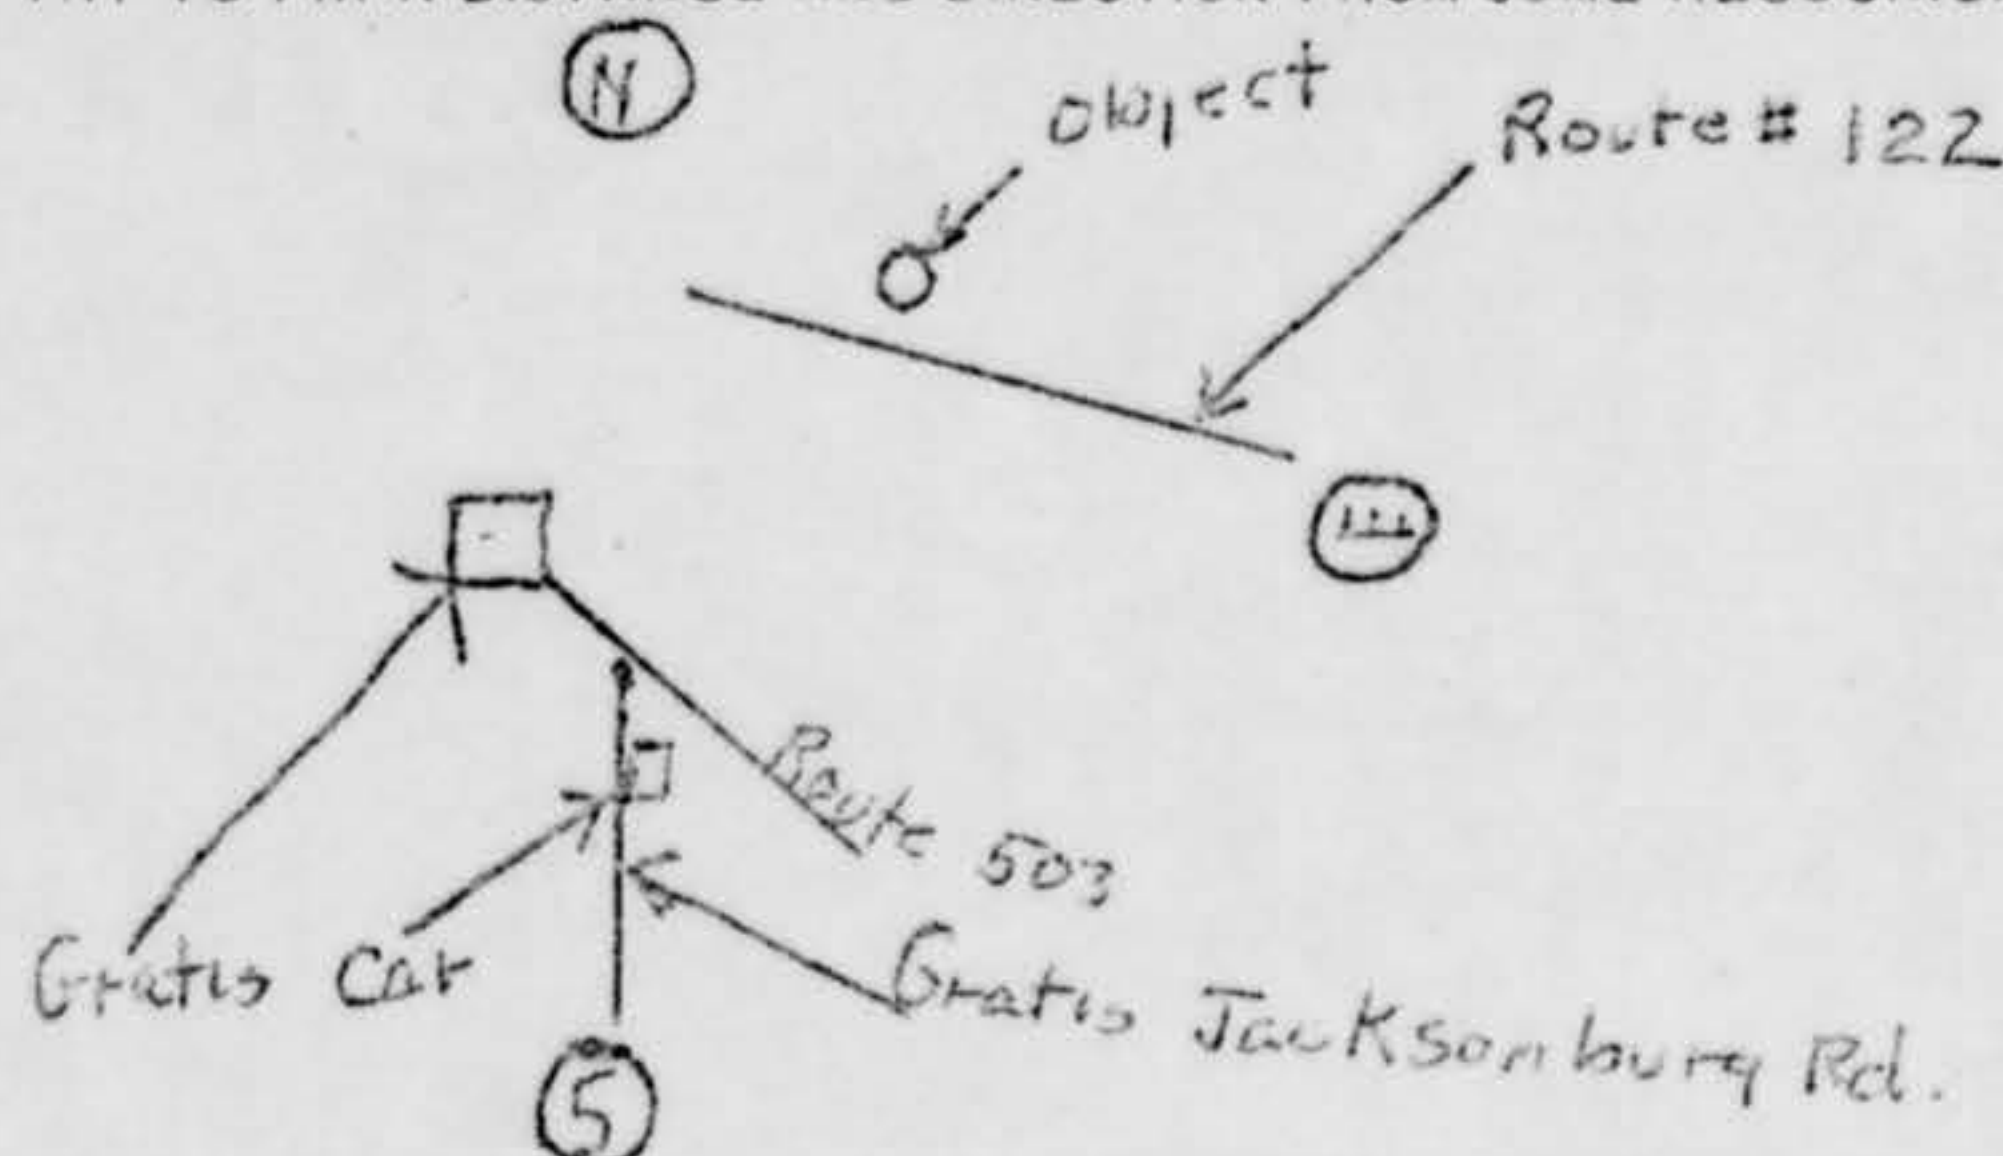 N
Object
Route # 122
E
Route 503
Gratis
Car
Gratis Jacksonburg Rd.
S